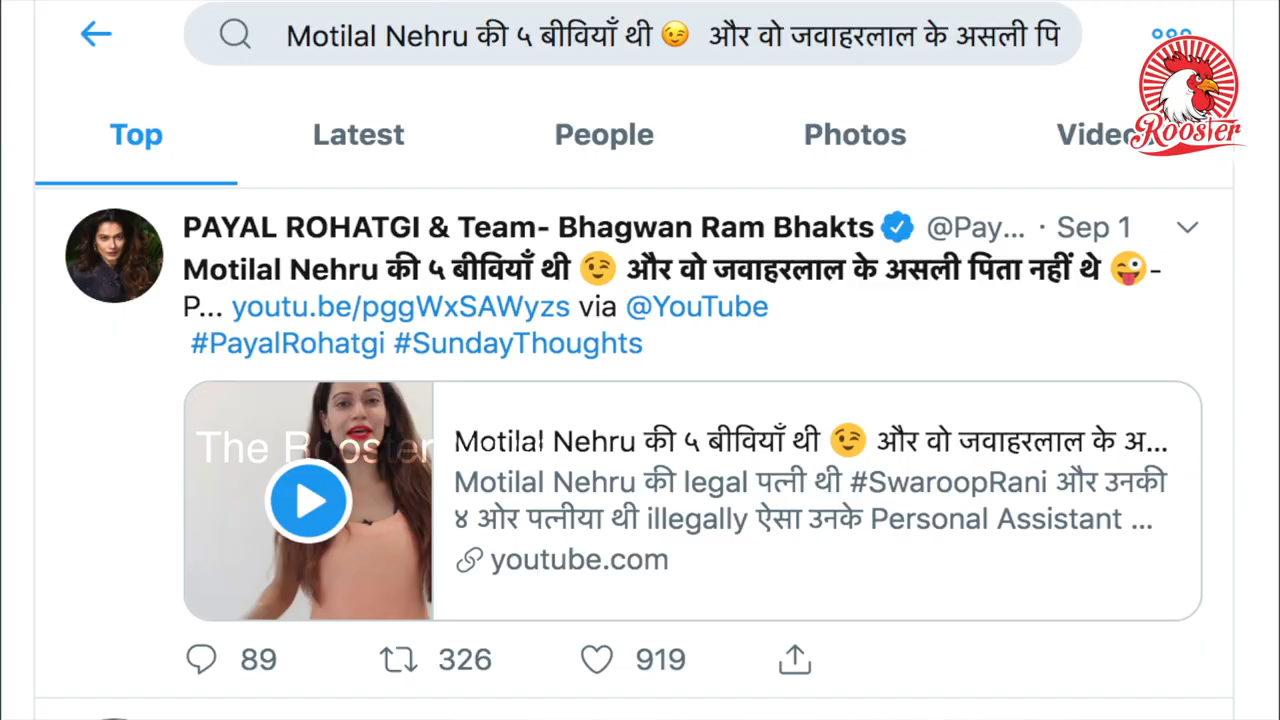 Motilal Nehru की ५ बीवियाँ थी 😉 और वो जवाहरलाल के असली पि
Rooster
Top Latest People Photos Videos
PAYAL ROHATGI & Team- Bhagwan Ram Bhakts @Pay... · Sep 1
Motilal Nehru की ५ बीवियाँ थी 😉 और वो जवाहरलाल के असली पिता नहीं थे 😜-
P... youtu.be/pggWxSAWyzs via @YouTube
#PayalRohatgi #SundayThoughts
The Rooster
Motilal Nehru की ५ बीवियाँ थी 😉 और वो जवाहरलाल के अ...
Motilal Nehru की legal पत्नी थी #SwaroopRani और उनकी
४ ओर पत्नीया थी illegally ऐसा उनके Personal Assistant ...
youtube.com
89 326 919